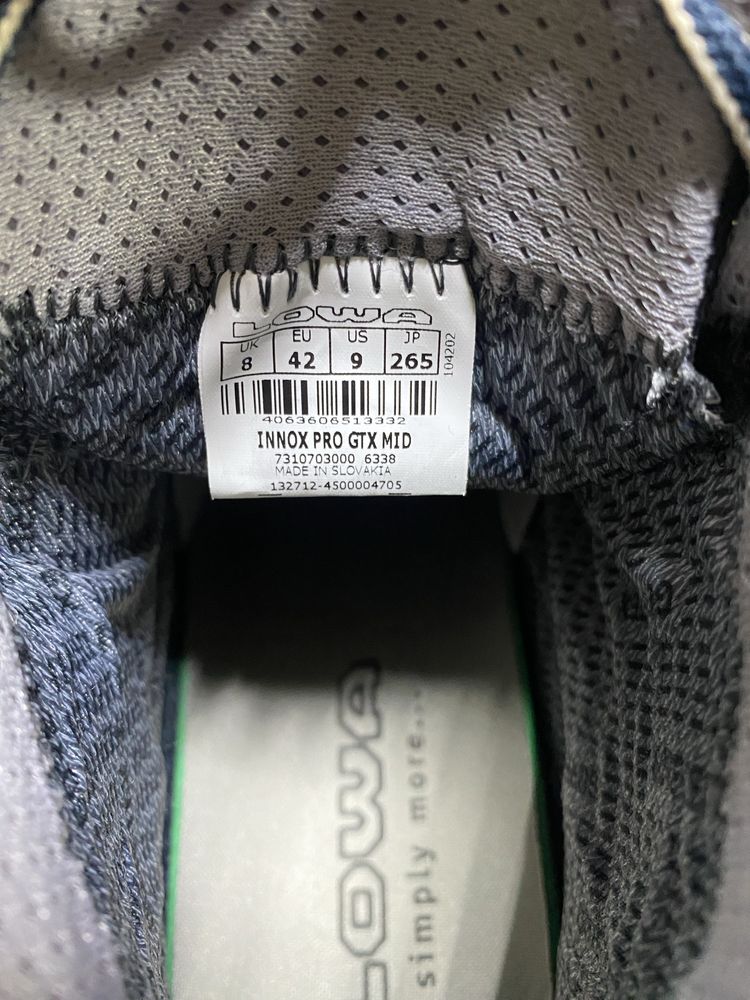 LOWA
UK EU US JP
8 42 9 265
104202
4063606513332
INNOX PRO GTX MID
7310703000 6338
MADE IN SLOVAKIA
132712-4500004705
LOWA
simply more...